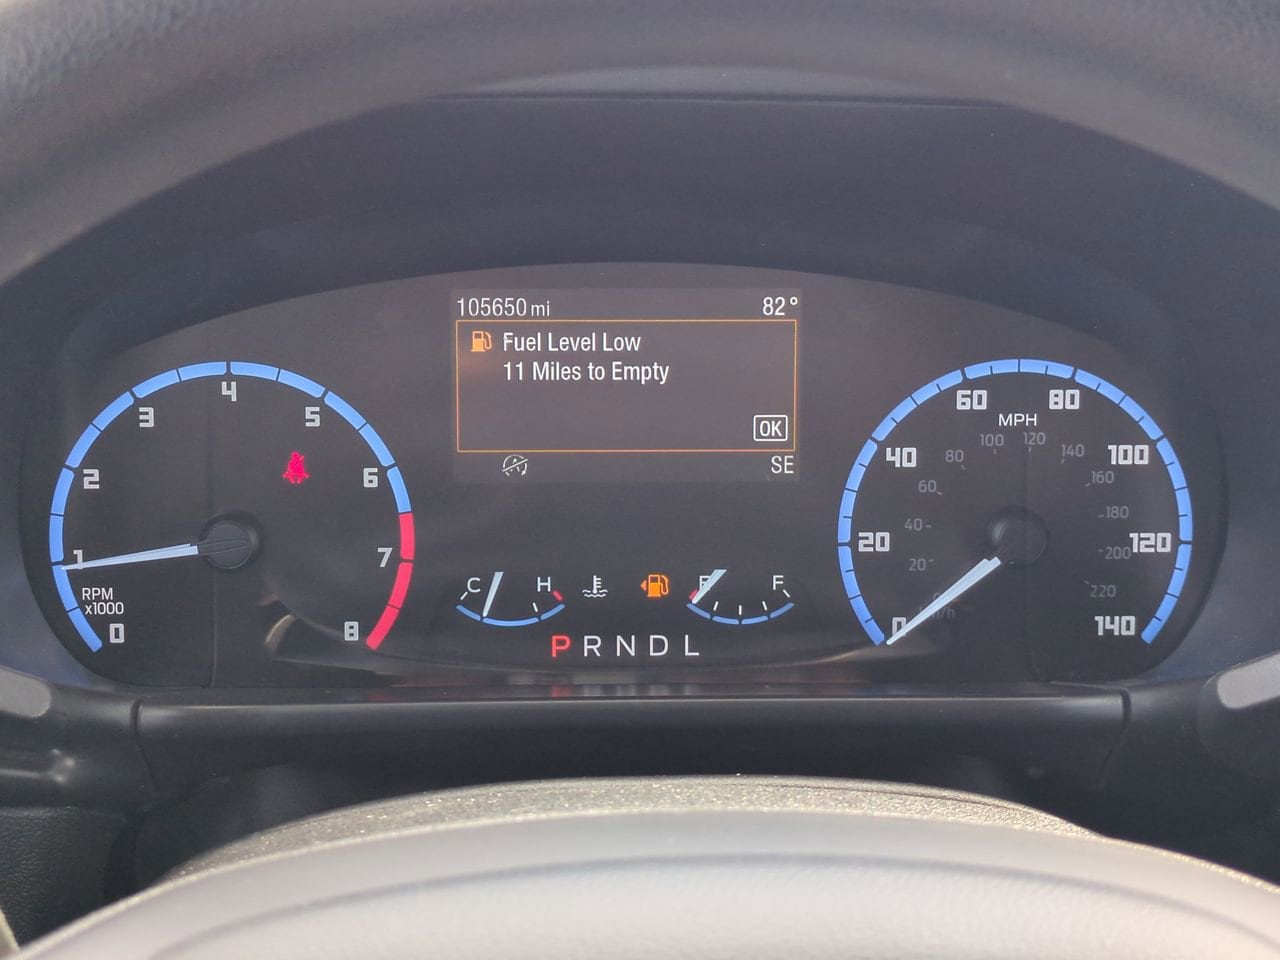 105650 mi 82°
Fuel Level Low
11 Miles to Empty
OK
SE
0 1 2 3 4 5 6 7 8
RPM
x1000
C H
E F
P R N D L
0 20 40 60 80 100 120 140
MPH
20 40 60 80 100 120 140 160 180 200 220